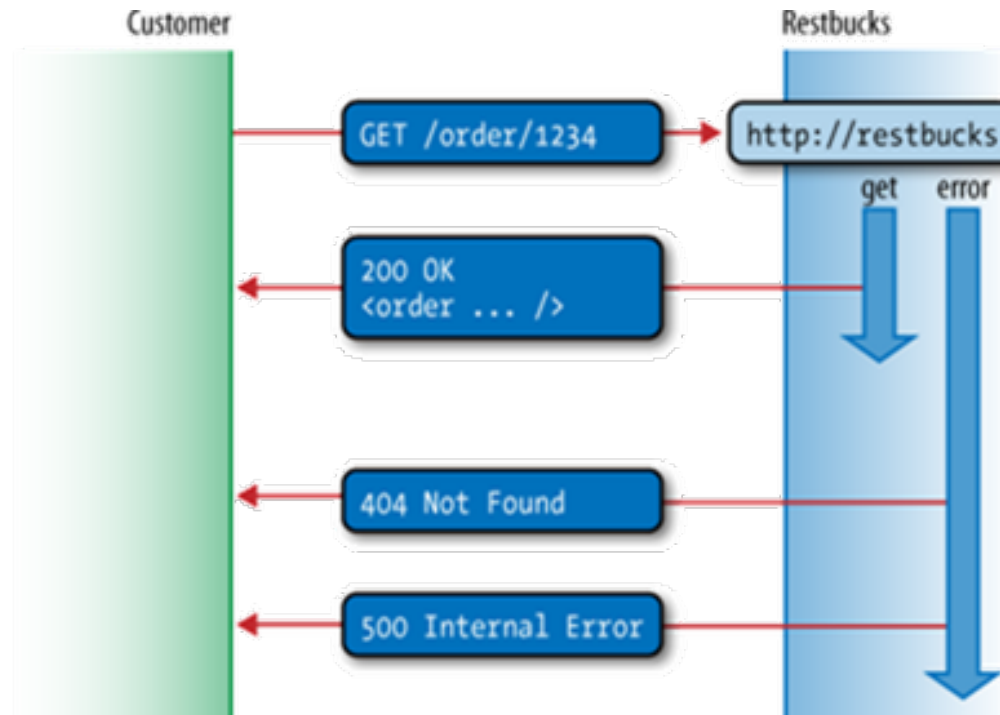 Customer
Restbucks
GET /order/1234
http://restbucks
get
error
200 OK
<order ... />
404 Not Found
500 Internal Error